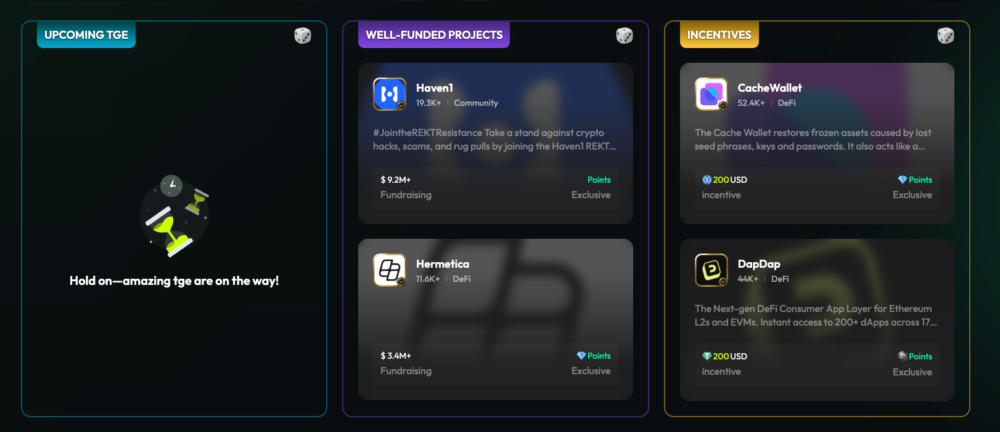 UPCOMING TGE
Hold on—amazing tge are on the way!
WELL-FUNDED PROJECTS
Haven1
19.3K+ | Community
#JointheREKTResistance Take a stand against crypto
hacks, scams, and rug pulls by joining the Haven1 REKT...
$ 9.2M+ Points
Fundraising Exclusive
Hermetica
11.6K+ | DeFi
$ 3.4M+ Points
Fundraising Exclusive
INCENTIVES
CacheWallet
52.4K+ | DeFi
The Cache Wallet restores frozen assets caused by lost
seed phrases, keys and passwords. It also acts like a...
200 USD Points
incentive Exclusive
DapDap
44K+ | DeFi
The Next-gen DeFi Consumer App Layer for Ethereum
L2s and EVMs. Instant access to 200+ dApps across 17...
200 USD Points
incentive Exclusive